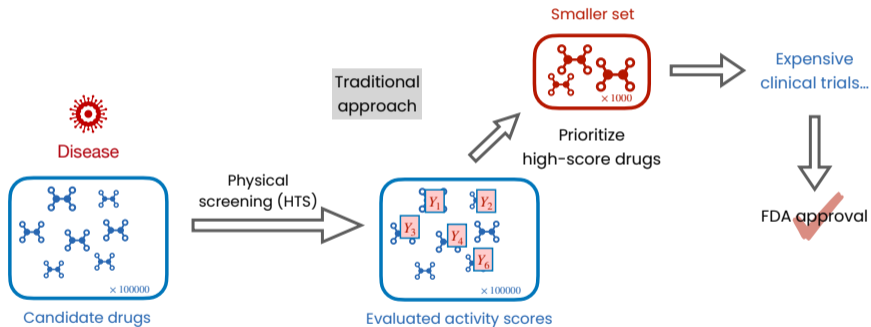 Smaller set
× 1000
Traditional
approach
Expensive
clinical trials...
Disease
Prioritize
high-score drugs
Physical
screening (HTS)
Y1
Y2
Y3
Y4
Y6
FDA approval
× 100000
× 100000
Candidate drugs
Evaluated activity scores